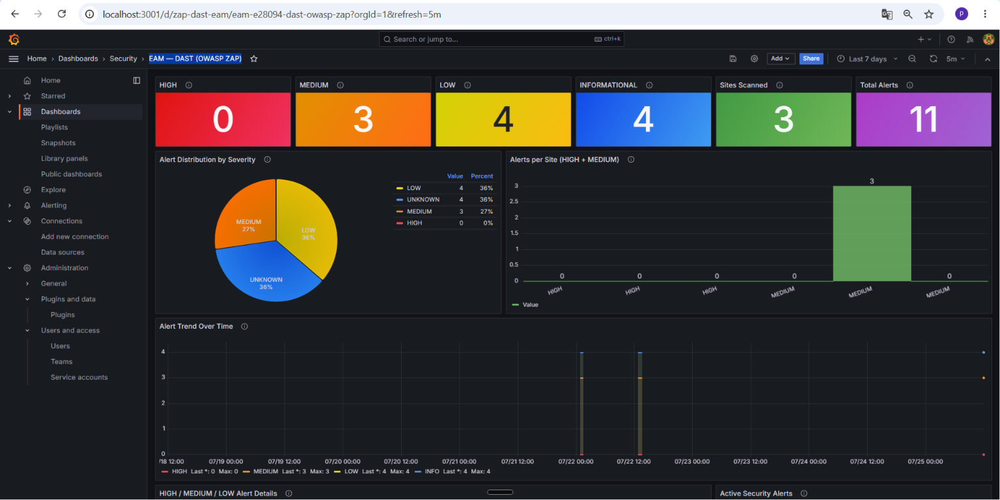 localhost:3001/d/zap-dast-eam/eam-e28094-dast-owasp-zap?orgId=1&refresh=5m
p
Search or jump to...
ctrl+k
Home › Dashboards › Security › EAM — DAST (OWASP ZAP)
Add
Share
Last 7 days
5m
Home
Starred
Dashboards
Playlists
Snapshots
Library panels
Public dashboards
Explore
Alerting
Connections
Add new connection
Data sources
Administration
General
Plugins and data
Plugins
Users and access
Users
Teams
Service accounts
HIGH
0
MEDIUM
3
LOW
4
INFORMATIONAL
4
Sites Scanned
3
Total Alerts
11
Alert Distribution by Severity
MEDIUM
27%
LOW
36%
UNKNOWN
36%
Value Percent
LOW 4 36%
UNKNOWN 4 36%
MEDIUM 3 27%
HIGH 0 0%
Alerts per Site (HIGH + MEDIUM)
3
2.5
2
1.5
1
0.5
0
0 0 0 0 3 0
HIGH HIGH HIGH MEDIUM MEDIUM MEDIUM
Value
Alert Trend Over Time
4
3
2
1
0
/18 12:00 07/19 00:00 07/19 12:00 07/20 00:00 07/20 12:00 07/21 00:00 07/21 12:00 07/22 00:00 07/22 12:00 07/23 00:00 07/23 12:00 07/24 00:00 07/24 12:00 07/25 00:00
HIGH Last *: 0 Max: 0 MEDIUM Last *: 3 Max: 3 LOW Last *: 4 Max: 4 INFO Last *: 4 Max: 4
HIGH / MEDIUM / LOW Alert Details
Active Security Alerts